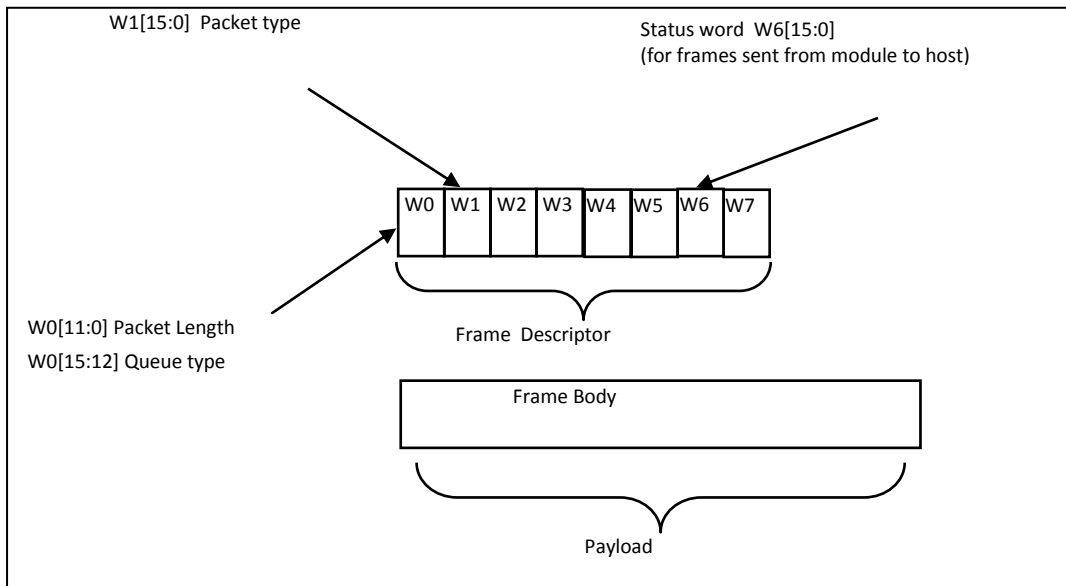 W1[15:0] Packet type
Status word W6[15:0]
(for frames sent from module to host)
W0 W1 W2 W3 W4 W5 W6 W7
W0[11:0] Packet Length
W0[15:12] Queue type
Frame Descriptor
Frame Body
Payload